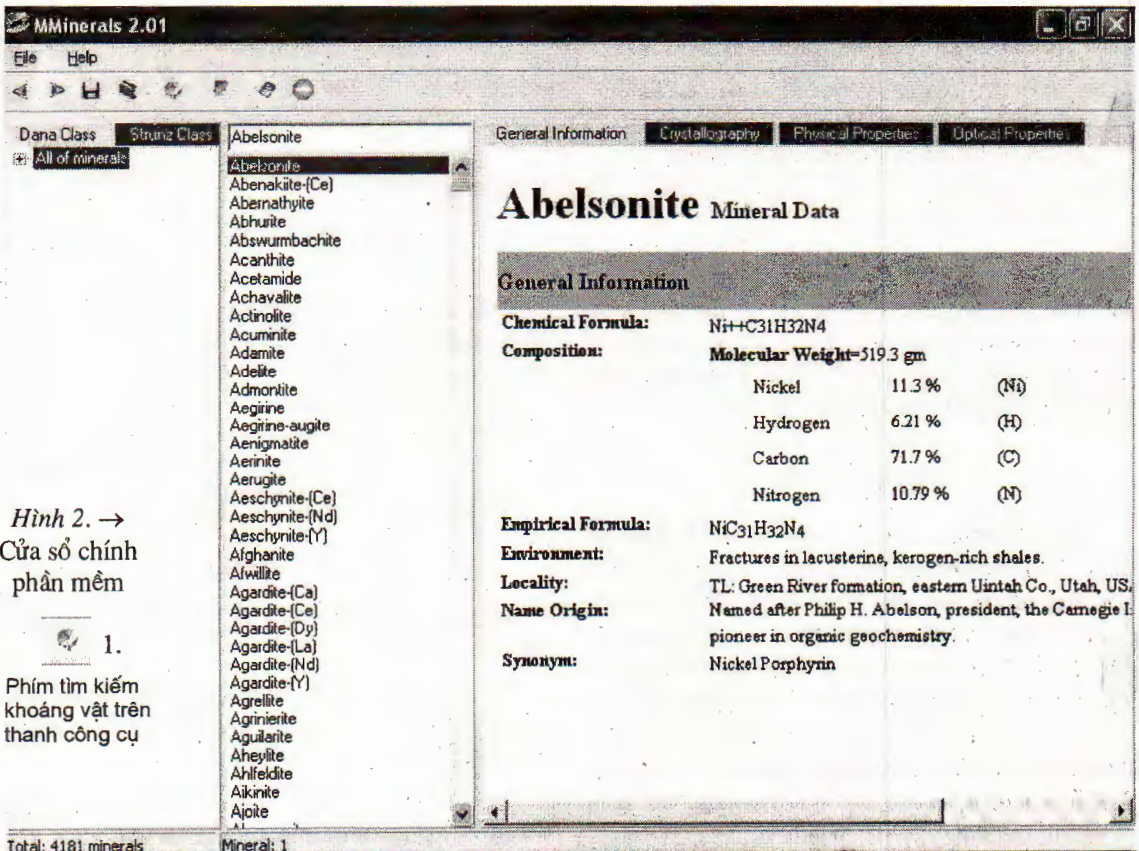 MMinerals 2.01
File Help
Dana Class Strunz Class
All of minerals
Abelsonite
Abelsonite
Abenakiite-(Ce)
Abernathyite
Abhurite
Abswurmbachite
Acanthite
Acetamide
Achavalite
Actinolite
Acuminite
Adamite
Adelite
Admontite
Aegirine
Aegirine-augite
Aenigmatite
Aerinite
Aerugite
Aeschynite-(Ce)
Aeschynite-(Nd)
Aeschynite-(Y)
Afghanite
Afwillite
Agardite-(Ca)
Agardite-(Ce)
Agardite-(Dy)
Agardite-(La)
Agardite-(Nd)
Agardite-(Y)
Agrellite
Agrinierite
Aguilarite
Aheylite
Ahlfeldite
Aikinite
Ajoite
General Information Crystallography Physical Properties Optical Properties
Abelsonite Mineral Data
General Information
Chemical Formula: Ni++C31H32N4
Composition: Molecular Weight=519.3 gm
Nickel 11.3 % (Ni)
Hydrogen 6.21 % (H)
Carbon 71.7 % (C)
Nitrogen 10.79 % (N)
Empirical Formula: NiC31H32N4
Environment: Fractures in lacusterine, kerogen-rich shales.
Locality: TL: Green River formation, eastern Uintah Co., Utah, US
Name Origin: Named after Philip H. Abelson, president, the Carnegie
pioneer in organic geochemistry.
Synonym: Nickel Porphyrin
Hình 2. →
Cửa sổ chính
phần mềm
1.
Phím tìm kiếm
khoáng vật trên
thanh công cụ
Total: 4181 minerals Mineral: 1